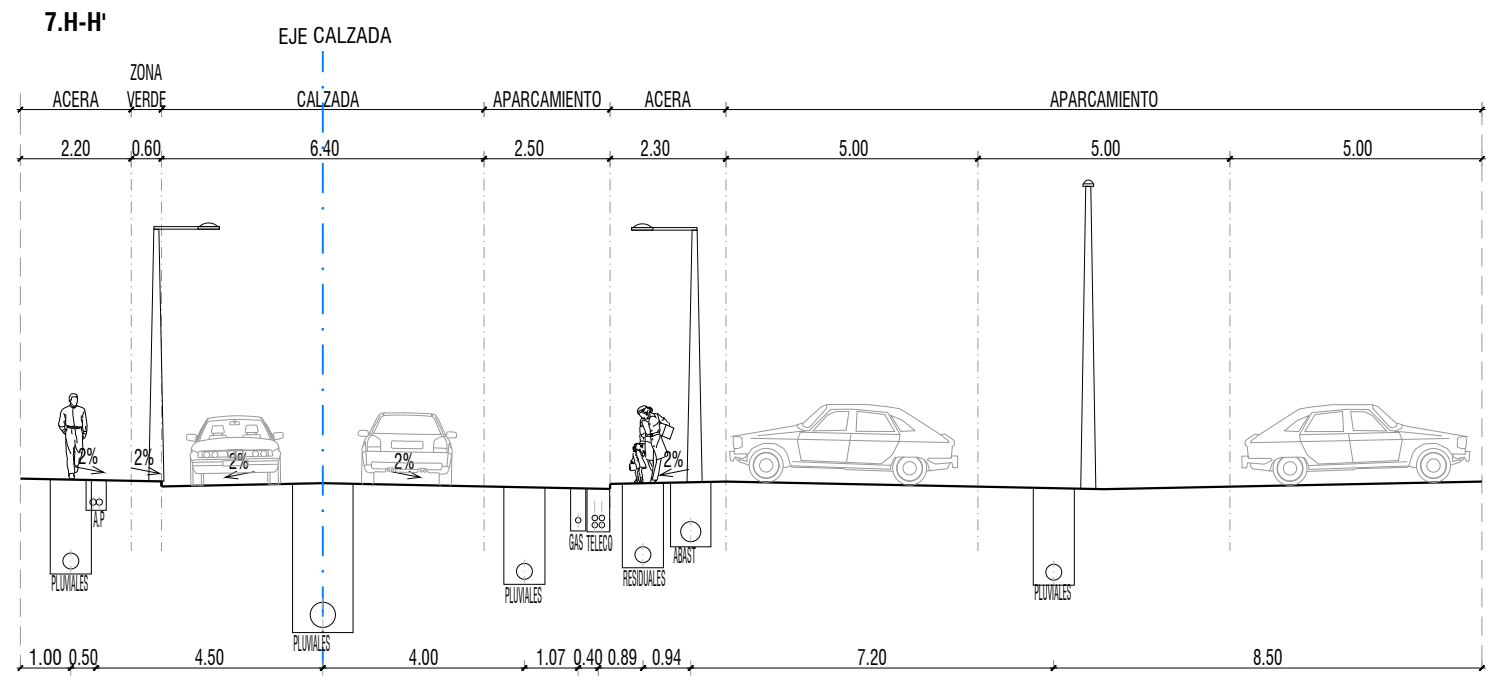 7.H-H'
EJE CALZADA
ACERA
ZONA
VERDE
CALZADA
APARCAMIENTO
ACERA
APARCAMIENTO
2.20
0.60
6.40
2.50
2.30
5.00
5.00
5.00
2%
2%
2%
2%
2%
A.P
PLUVIALES
PLUVIALES
PLUVIALES
GAS
TELECO
RESIDUALES
ABAST
PLUVIALES
1.00
0.50
4.50
4.00
1.07
0.40
0.89
0.94
7.20
8.50